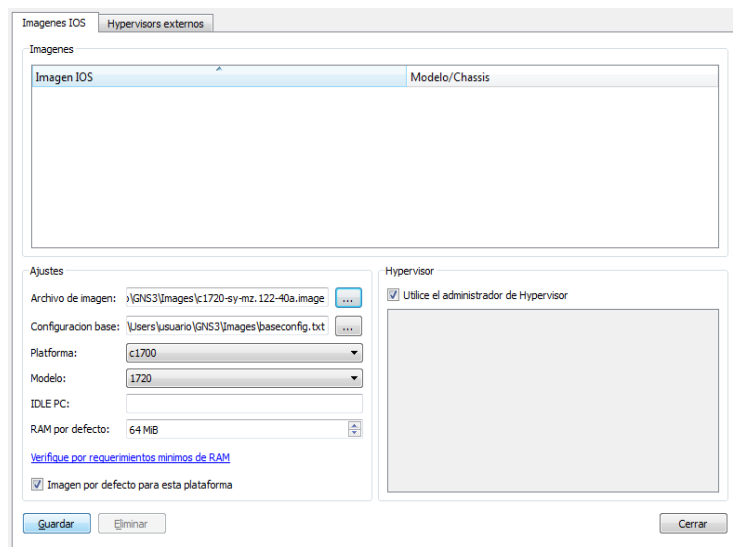 Imagenes IOS
Hypervisors externos
Imagenes
Imagen IOS
Modelo/Chassis
Ajustes
Archivo de imagen: o\GNS3\Images\c1720-sy-mz.122-40a.image ...
Configuracion base: \Users\usuario\GNS3\Images\baseconfig.txt ...
Platforma: c1700
Modelo: 1720
IDLE PC:
RAM por defecto: 64 MiB
Verifique por requerimientos minimos de RAM
Imagen por defecto para esta plataforma
Hypervisor
Utilice el administrador de Hypervisor
Guardar
Eliminar
Cerrar